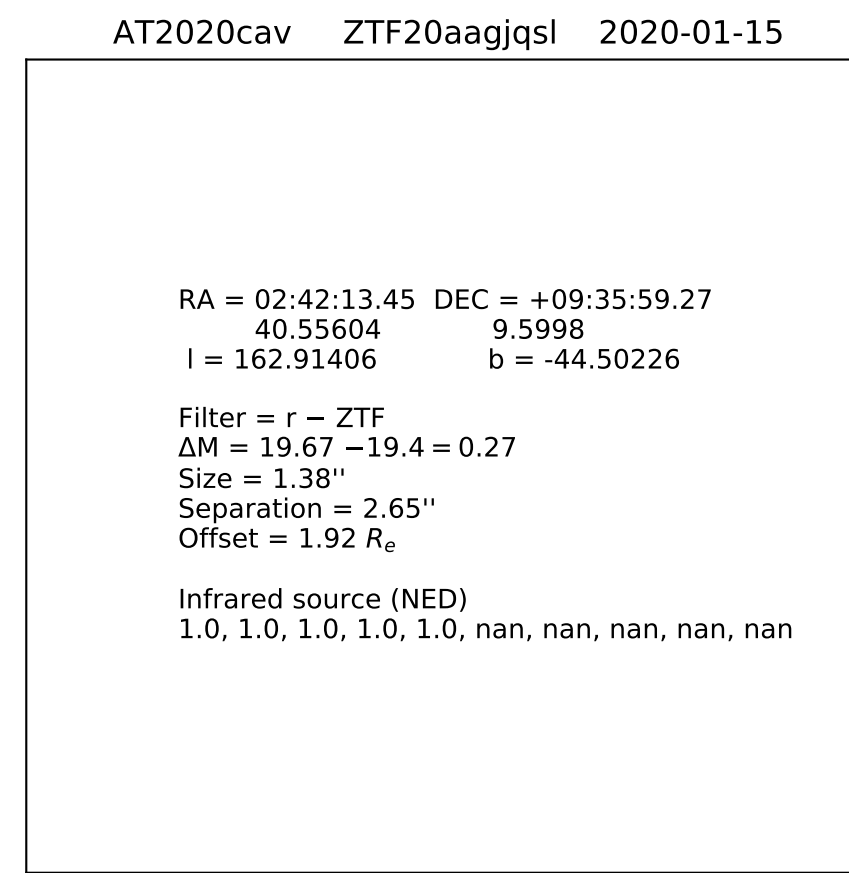 AT2020cav ZTF20aagjqsl 2020-01-15
RA = 02:42:13.45 DEC = +09:35:59.27
40.55604 9.5998
l = 162.91406 b = -44.50226
Filter = r − ZTF
ΔM = 19.67 −19.4 = 0.27
Size = 1.38''
Separation = 2.65''
Offset = 1.92 Rₑ
Infrared source (NED)
1.0, 1.0, 1.0, 1.0, 1.0, nan, nan, nan, nan, nan